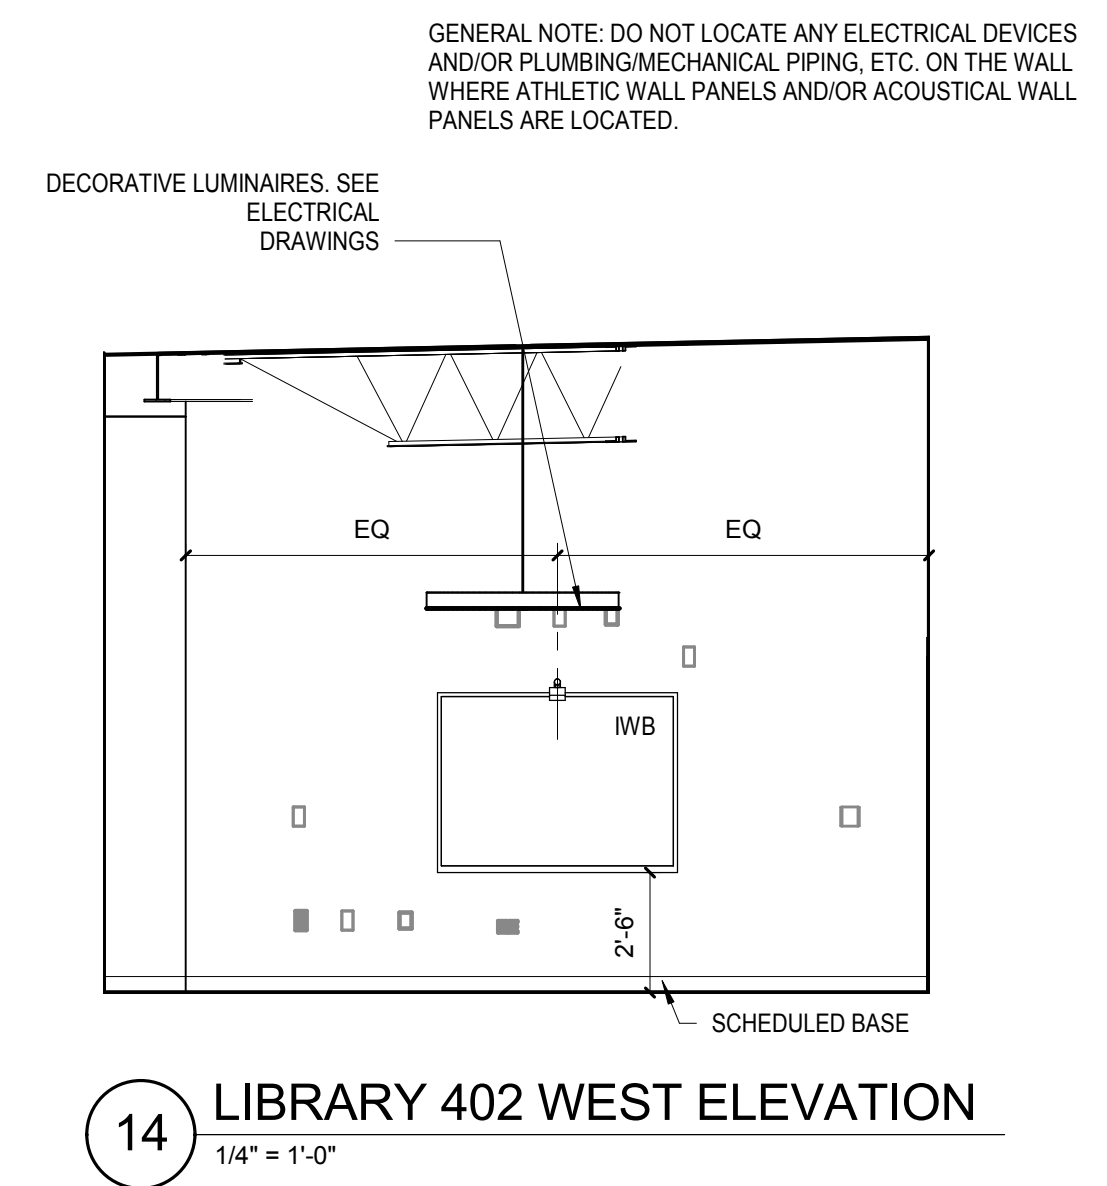 GENERAL NOTE: DO NOT LOCATE ANY ELECTRICAL DEVICES
AND/OR PLUMBING/MECHANICAL PIPING, ETC. ON THE WALL
WHERE ATHLETIC WALL PANELS AND/OR ACOUSTICAL WALL
PANELS ARE LOCATED.
DECORATIVE LUMINAIRES. SEE
ELECTRICAL
DRAWINGS
EQ
EQ
IWB
2'-6"
SCHEDULED BASE
14
LIBRARY 402 WEST ELEVATION
1/4" = 1'-0"